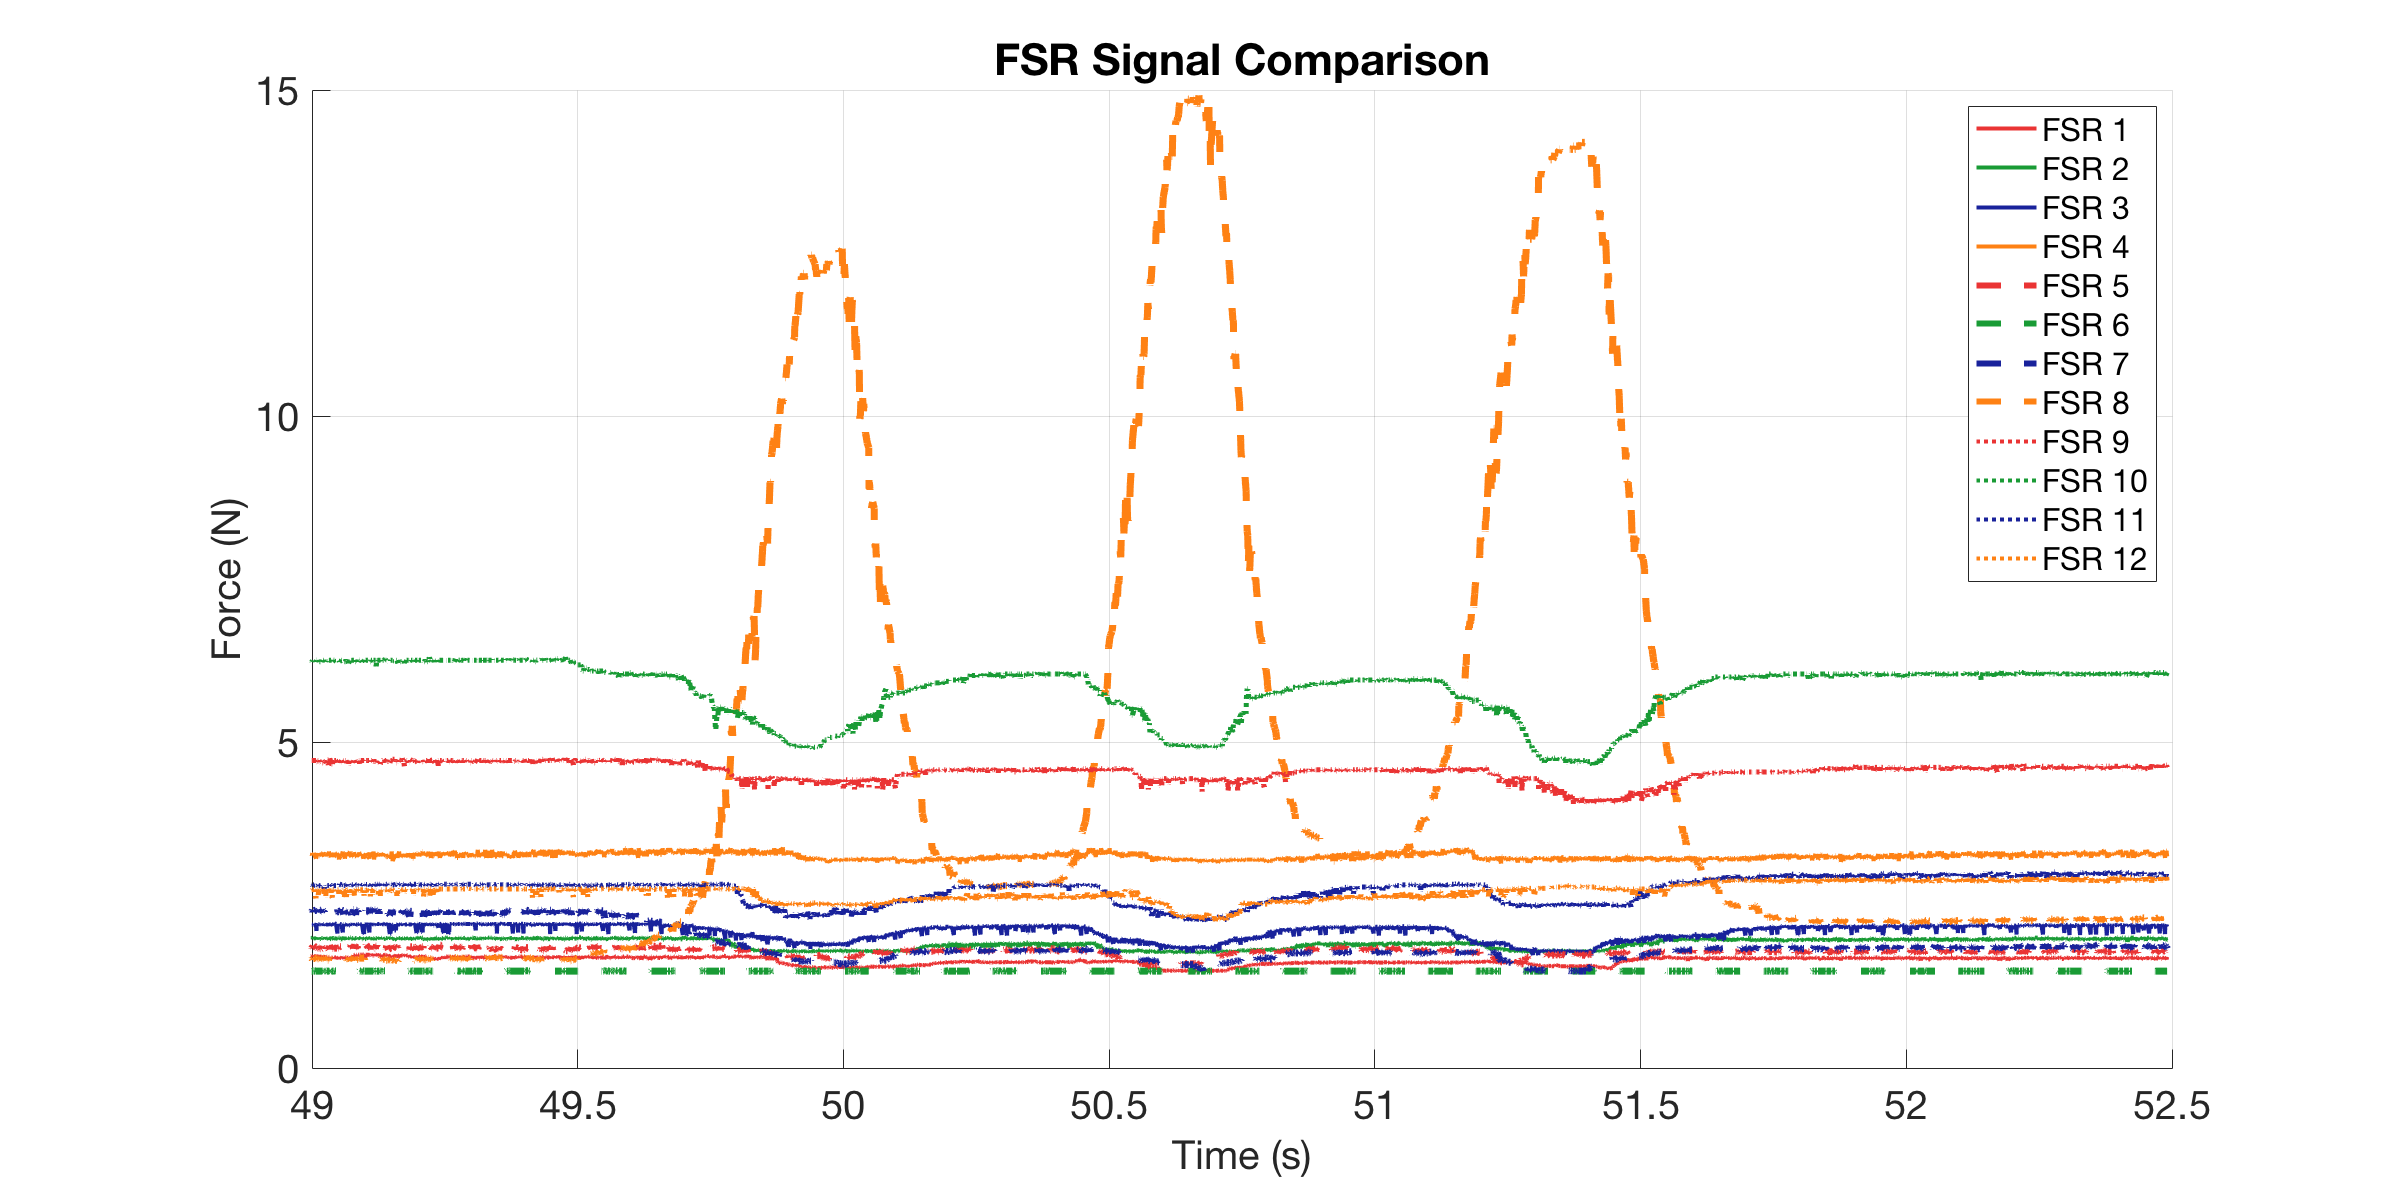 FSR Signal Comparison
15
10
5
0
Force (N)
49
49.5
50
50.5
51
51.5
52
52.5
Time (s)
FSR 1
FSR 2
FSR 3
FSR 4
FSR 5
FSR 6
FSR 7
FSR 8
FSR 9
FSR 10
FSR 11
FSR 12